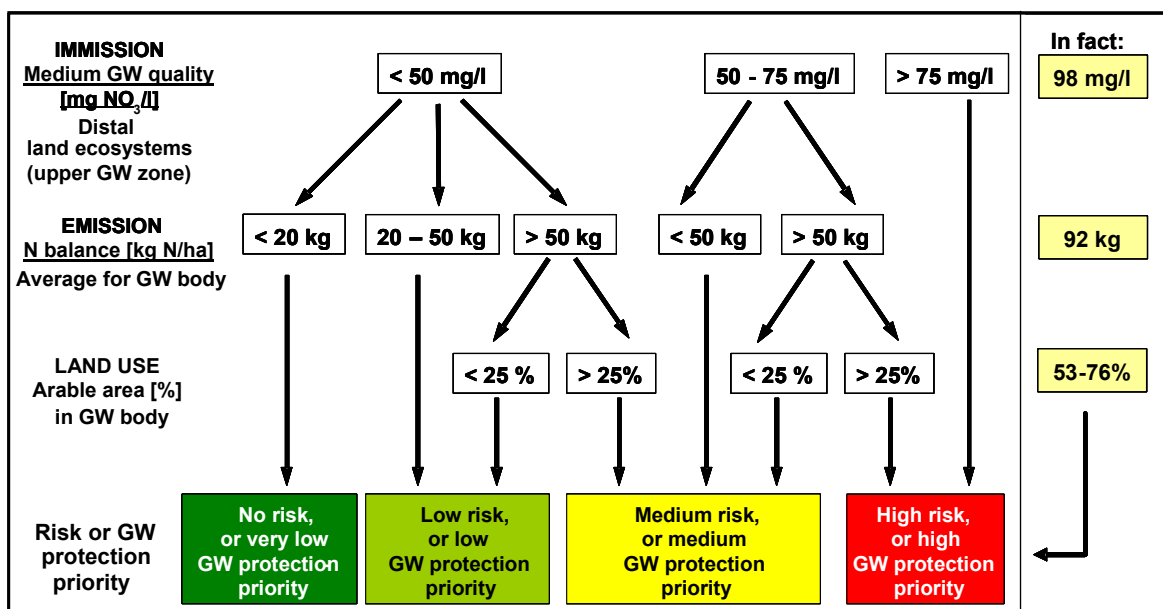 IMMISSION
Medium GW quality
[mg NO3/l]
Distal
land ecosystems
(upper GW zone)
< 50 mg/l
50 - 75 mg/l
> 75 mg/l
In fact:
98 mg/l
EMISSION
N balance [kg N/ha]
Average for GW body
< 20 kg
20 – 50 kg
> 50 kg
< 50 kg
> 50 kg
92 kg
LAND USE
Arable area [%]
in GW body
< 25 %
> 25%
< 25 %
> 25%
53-76%
Risk or GW
protection
priority
No risk,
or very low
GW protection
priority
Low risk,
or low
GW protection
priority
Medium risk,
or medium
GW protection
priority
High risk,
or high
GW protection
priority